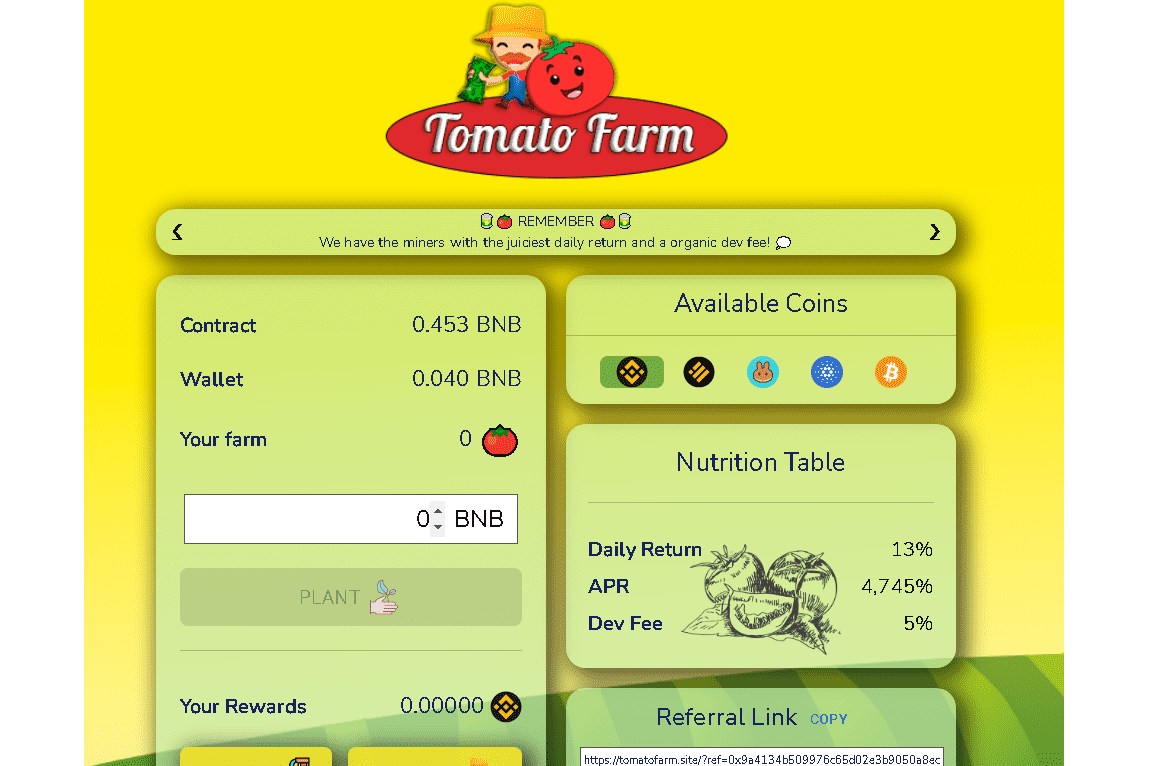 Tomato Farm
REMEMBER
We have the miners with the juiciest daily return and a organic dev fee!
Contract 0.453 BNB
Wallet 0.040 BNB
Your farm 0
0 BNB
PLANT
Your Rewards 0.00000
Available Coins
Nutrition Table
Daily Return 13%
APR 4,745%
Dev Fee 5%
Referral Link COPY
https://tomatofarm.site/?ref=0x9a4134b509976c65d02e3b9050a8ec